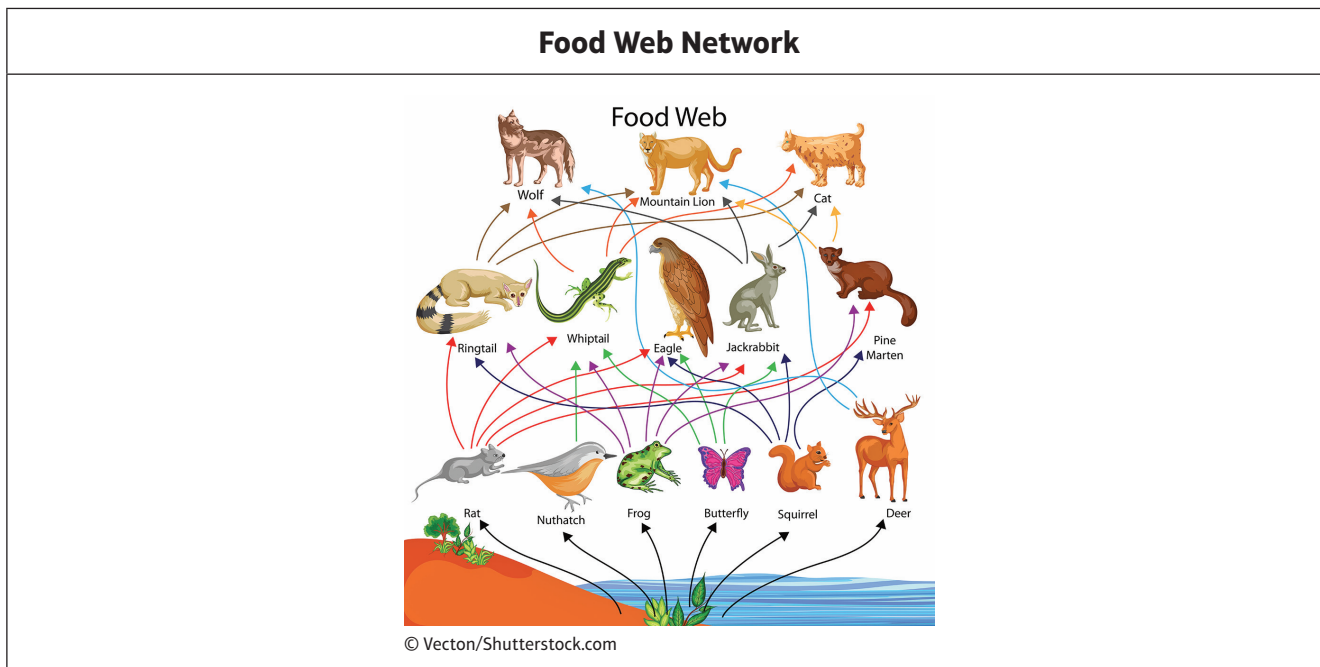 Food Web Network
Food Web
Wolf
Mountain Lion
Cat
Ringtail
Whiptail
Eagle
Jackrabbit
Pine
Marten
Rat
Nuthatch
Frog
Butterfly
Squirrel
Deer
© Vecton/Shutterstock.com